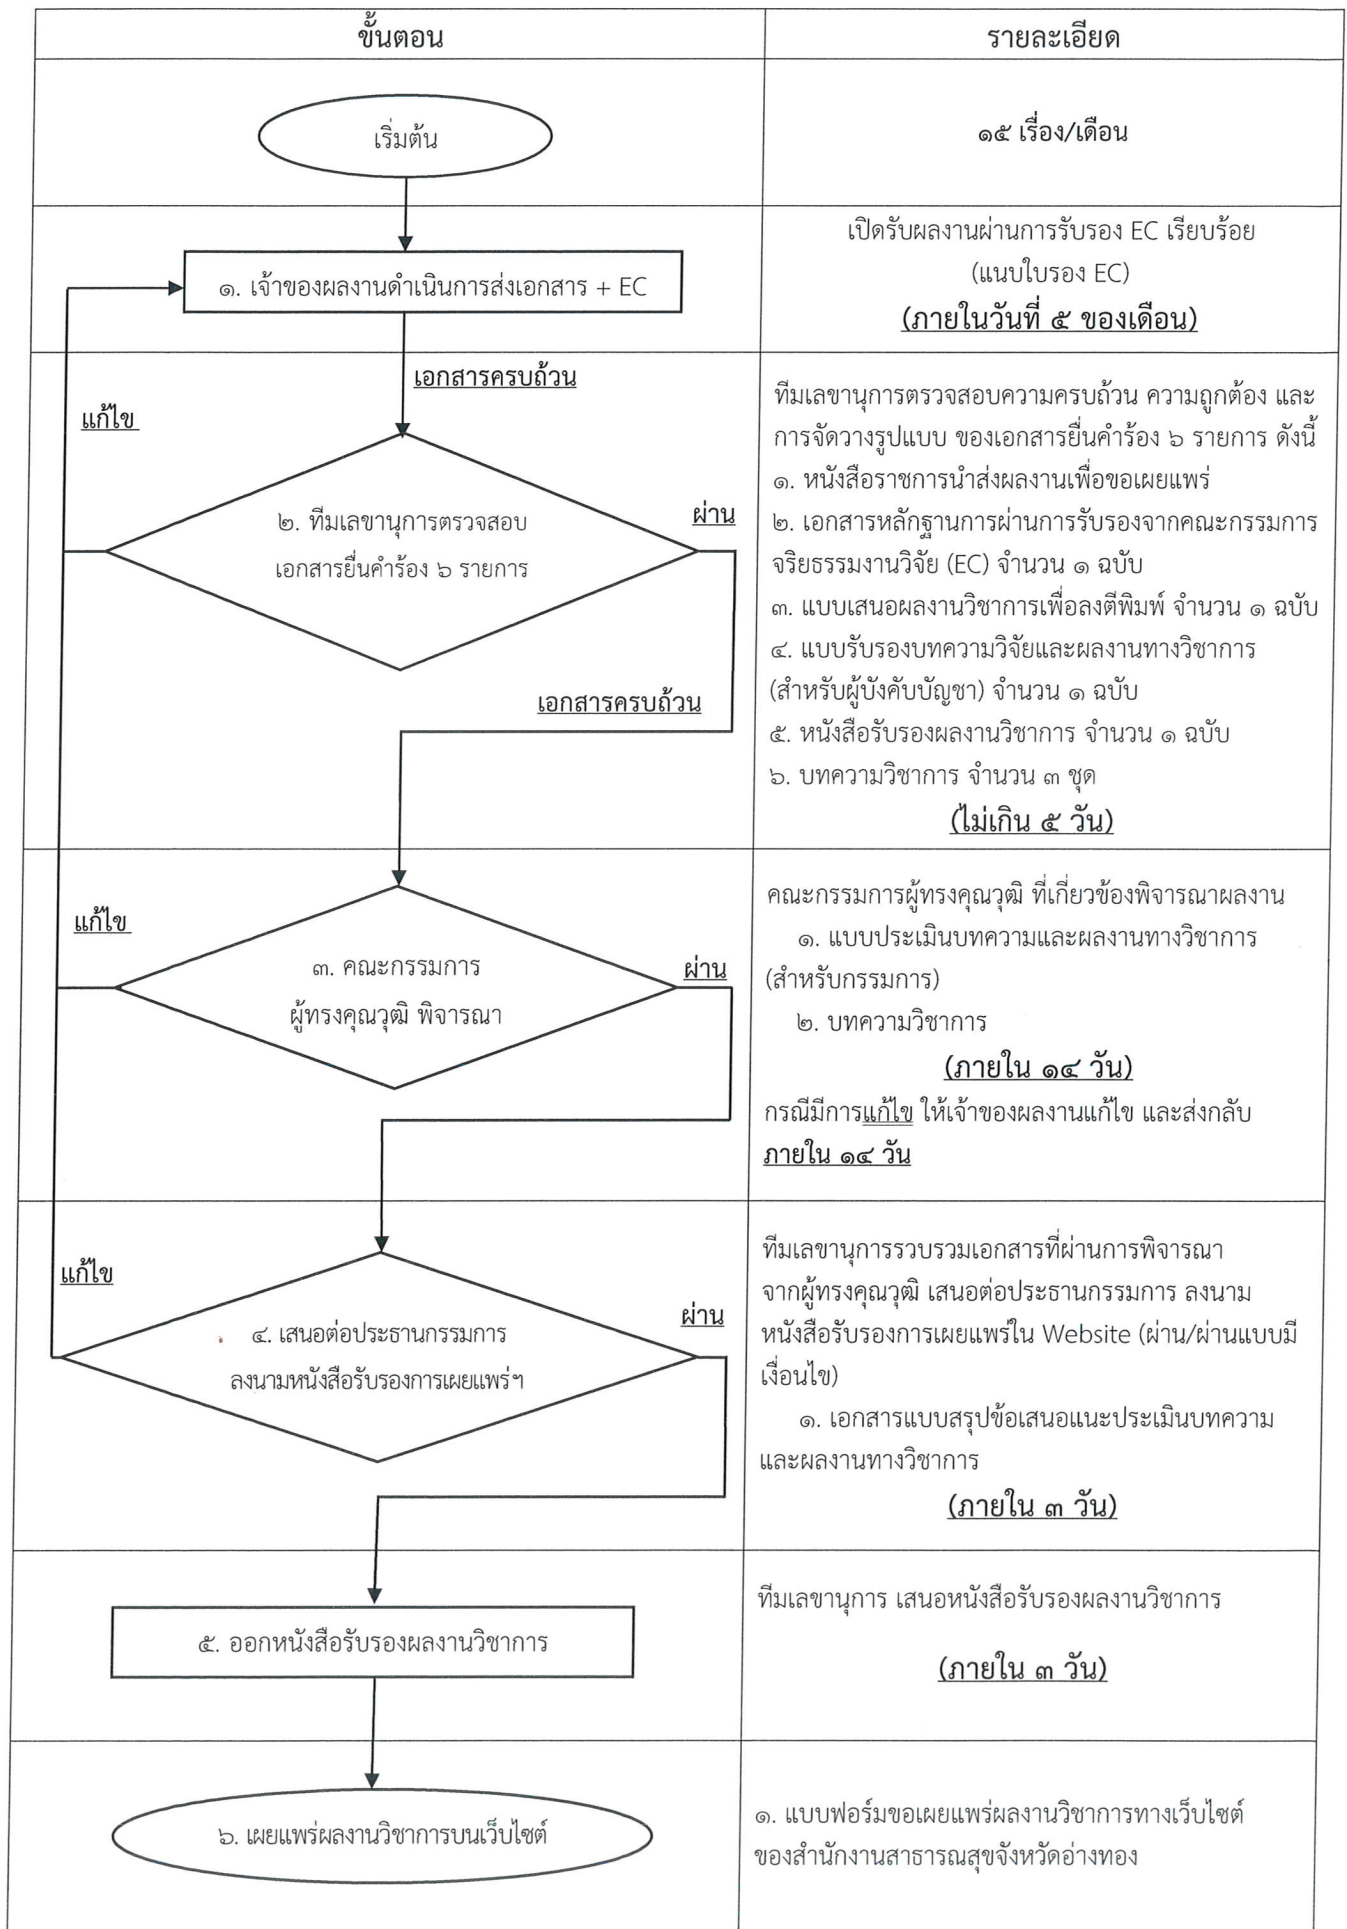 ขั้นตอน
รายละเอียด
เริ่มต้น
๑๕ เรื่อง/เดือน
๑. เจ้าของผลงานดำเนินการส่งเอกสาร + EC
เปิดรับผลงานผ่านการรับรอง EC เรียบร้อย
(แนบใบรอง EC)
(ภายในวันที่ ๕ ของเดือน)
เอกสารครบถ้วน
แก้ไข
๒. ทีมเลขานุการตรวจสอบ
เอกสารยื่นคำร้อง ๖ รายการ
ผ่าน
เอกสารครบถ้วน
ทีมเลขานุการตรวจสอบความครบถ้วน ความถูกต้อง และ
การจัดวางรูปแบบ ของเอกสารยื่นคำร้อง ๖ รายการ ดังนี้
๑. หนังสือราชการนำส่งผลงานเพื่อขอเผยแพร่
๒. เอกสารหลักฐานการผ่านการรับรองจากคณะกรรมการ
จริยธรรมงานวิจัย (EC) จำนวน ๑ ฉบับ
๓. แบบเสนอผลงานวิชาการเพื่อลงตีพิมพ์ จำนวน ๑ ฉบับ
๔. แบบรับรองบทความวิจัยและผลงานทางวิชาการ
(สำหรับผู้บังคับบัญชา) จำนวน ๑ ฉบับ
๕. หนังสือรับรองผลงานวิชาการ จำนวน ๑ ฉบับ
๖. บทความวิชาการ จำนวน ๓ ชุด
(ไม่เกิน ๕ วัน)
แก้ไข
๓. คณะกรรมการ
ผู้ทรงคุณวุฒิ พิจารณา
ผ่าน
คณะกรรมการผู้ทรงคุณวุฒิ ที่เกี่ยวข้องพิจารณาผลงาน
๑. แบบประเมินบทความและผลงานทางวิชาการ
(สำหรับกรรมการ)
๒. บทความวิชาการ
(ภายใน ๑๔ วัน)
กรณีมีการแก้ไข ให้เจ้าของผลงานแก้ไข และส่งกลับ
ภายใน ๑๔ วัน
แก้ไข
๔. เสนอต่อประธานกรรมการ
ลงนามหนังสือรับรองการเผยแพร่ฯ
ผ่าน
ทีมเลขานุการรวบรวมเอกสารที่ผ่านการพิจารณา
จากผู้ทรงคุณวุฒิ เสนอต่อประธานกรรมการ ลงนาม
หนังสือรับรองการเผยแพร่ใน Website (ผ่าน/ผ่านแบบมี
เงื่อนไข)
๑. เอกสารแบบสรุปข้อเสนอแนะประเมินบทความ
และผลงานทางวิชาการ
(ภายใน ๓ วัน)
๕. ออกหนังสือรับรองผลงานวิชาการ
ทีมเลขานุการ เสนอหนังสือรับรองผลงานวิชาการ
(ภายใน ๓ วัน)
๖. เผยแพร่ผลงานวิชาการบนเว็บไซต์
๑. แบบฟอร์มขอเผยแพร่ผลงานวิชาการทางเว็บไซต์
ของสำนักงานสาธารณสุขจังหวัดอ่างทอง